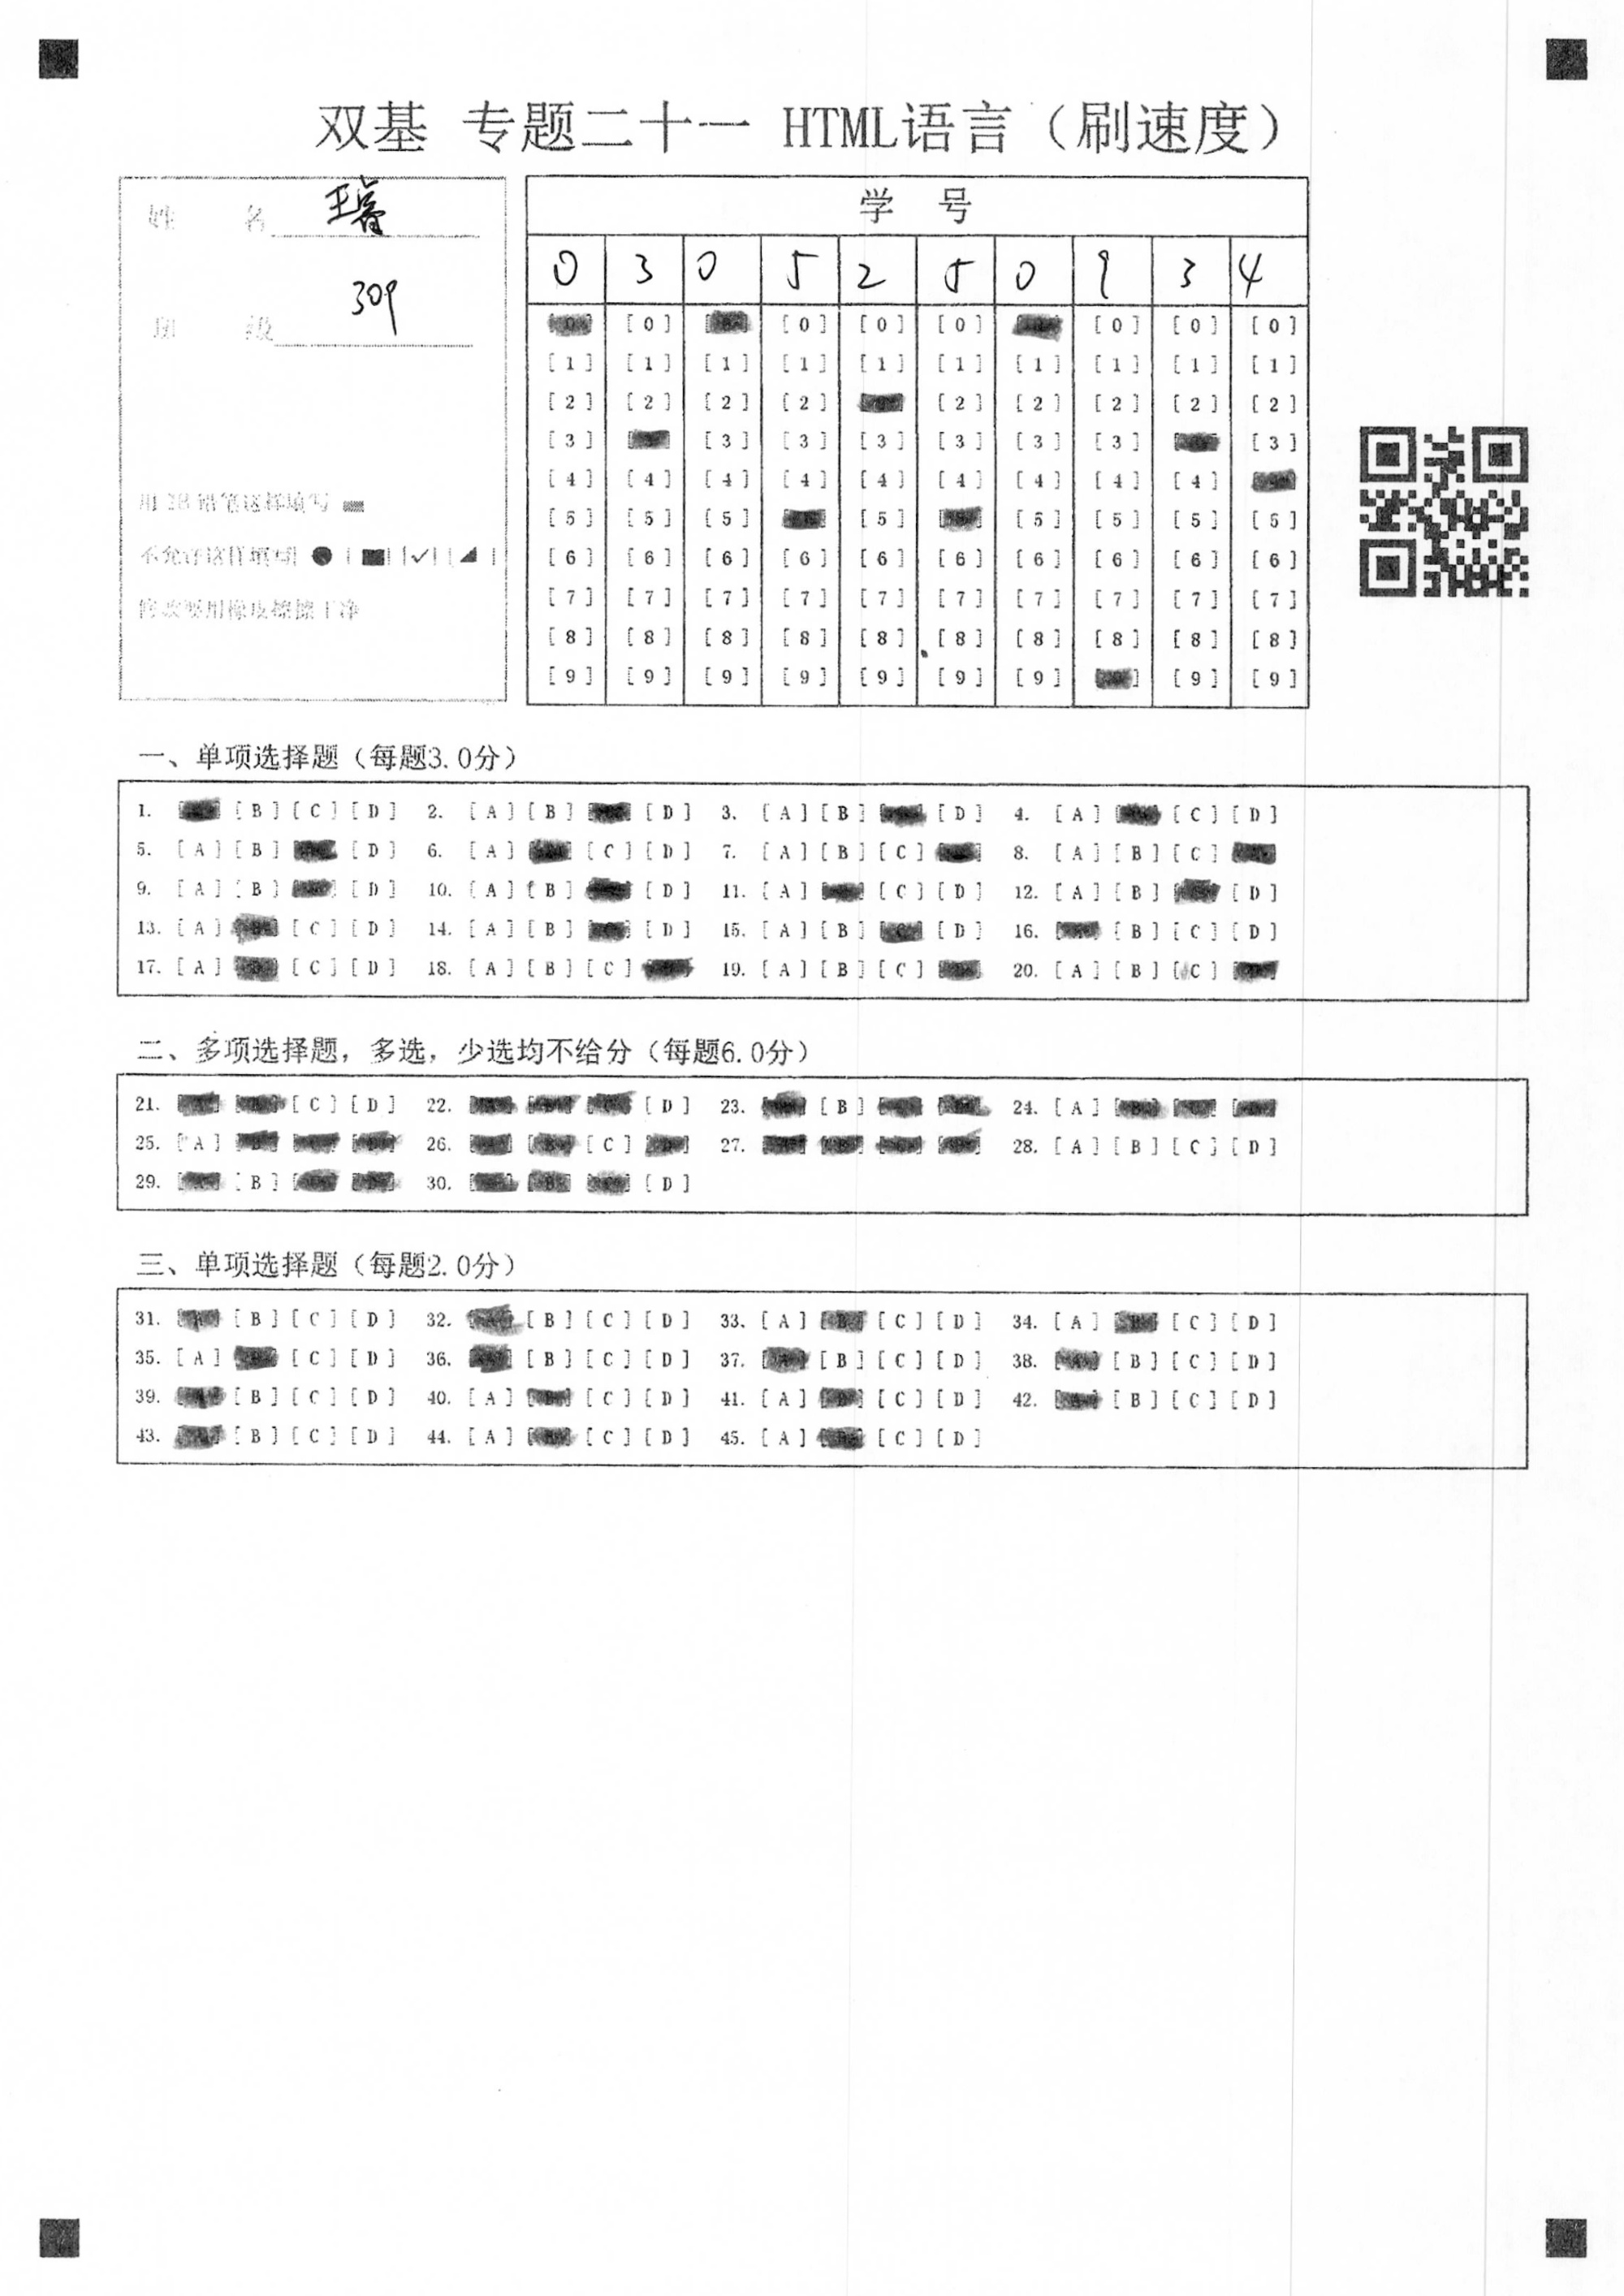 双基 专题二十一 HTML语言（刷速度）
姓 名 王睿
班 级 309
用2B铅笔这样填写
不允许这样填写
修改要用橡皮擦擦干净
学 号
0 3 0 5 2 5 0 9 3 4
[0] [0] [0] [0] [0] [0] [0]
[1] [1] [1] [1] [1] [1] [1] [1] [1] [1]
[2] [2] [2] [2] [2] [2] [2] [2] [2]
[3] [3] [3] [3] [3] [3] [3] [3]
[4] [4] [4] [4] [4] [4] [4] [4] [4]
[5] [5] [5] [5] [5] [5] [5] [5]
[6] [6] [6] [6] [6] [6] [6] [6] [6] [6]
[7] [7] [7] [7] [7] [7] [7] [7] [7] [7]
[8] [8] [8] [8] [8] [8] [8] [8] [8] [8]
[9] [9] [9] [9] [9] [9] [9] [9] [9]
一、单项选择题（每题3.0分）
1. [B] [C] [D] 2. [A] [B] [D] 3. [A] [B] [D] 4. [A] [C] [D]
5. [A] [B] [D] 6. [A] [C] [D] 7. [A] [B] [C] 8. [A] [B] [C]
9. [A] [B] [D] 10. [A] [B] [D] 11. [A] [C] [D] 12. [A] [B] [D]
13. [A] [C] [D] 14. [A] [B] [D] 15. [A] [B] [D] 16. [B] [C] [D]
17. [A] [C] [D] 18. [A] [B] [C] 19. [A] [B] [C] 20. [A] [B] [C]
二、多项选择题，多选，少选均不给分（每题6.0分）
21. [C] [D] 22. [D] 23. [B] 24. [A]
25. [A] 26. [C] 27. 28. [A] [B] [C] [D]
29. [B] 30. [D]
三、单项选择题（每题2.0分）
31. [B] [C] [D] 32. [B] [C] [D] 33. [A] [C] [D] 34. [A] [C] [D]
35. [A] [C] [D] 36. [B] [C] [D] 37. [B] [C] [D] 38. [B] [C] [D]
39. [B] [C] [D] 40. [A] [C] [D] 41. [A] [C] [D] 42. [B] [C] [D]
43. [B] [C] [D] 44. [A] [C] [D] 45. [A] [C] [D]